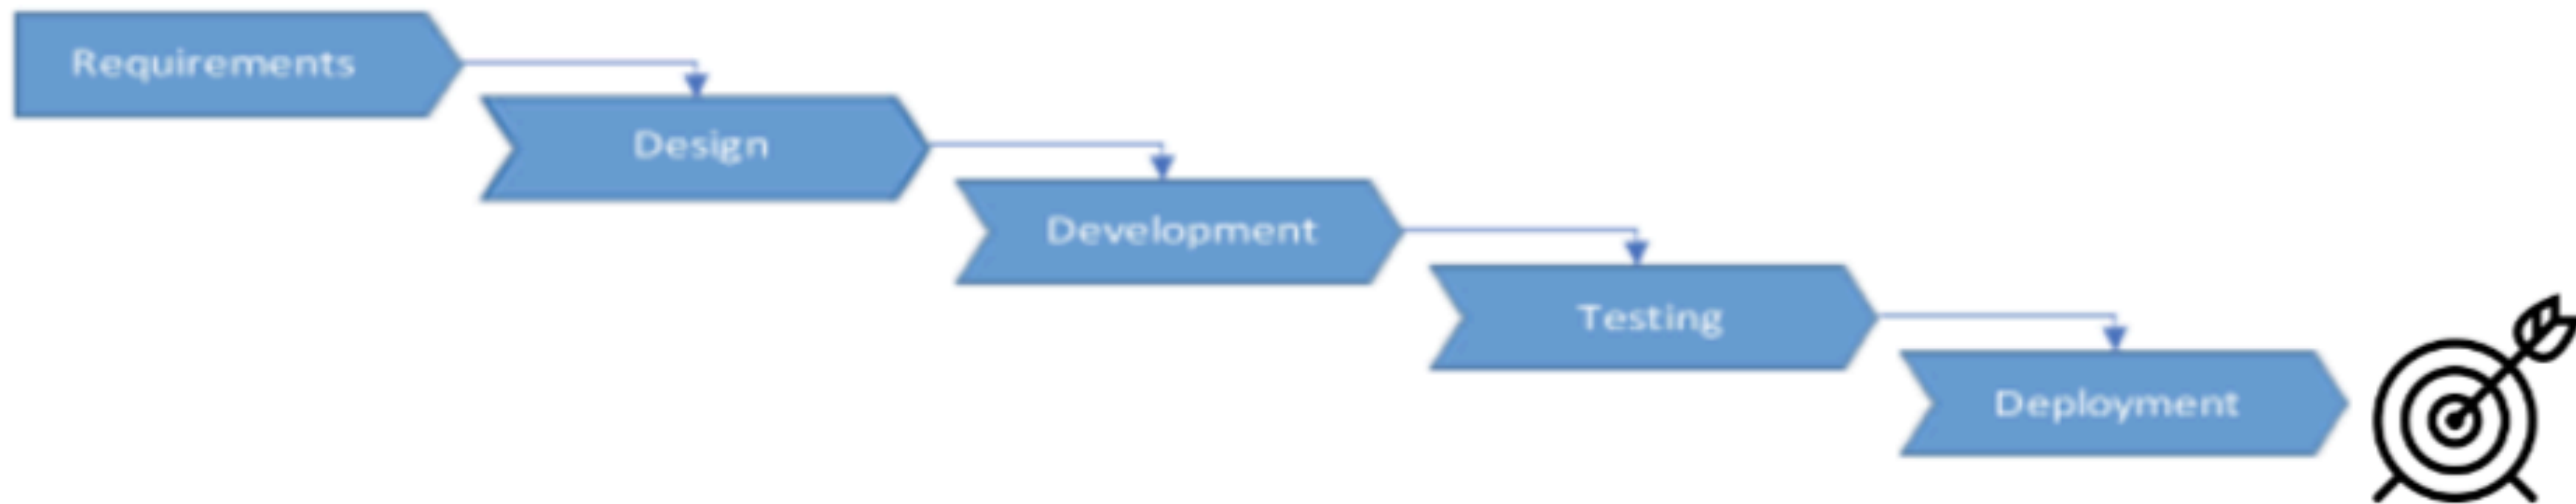 Requirements
Design
Development
Testing
Deployment